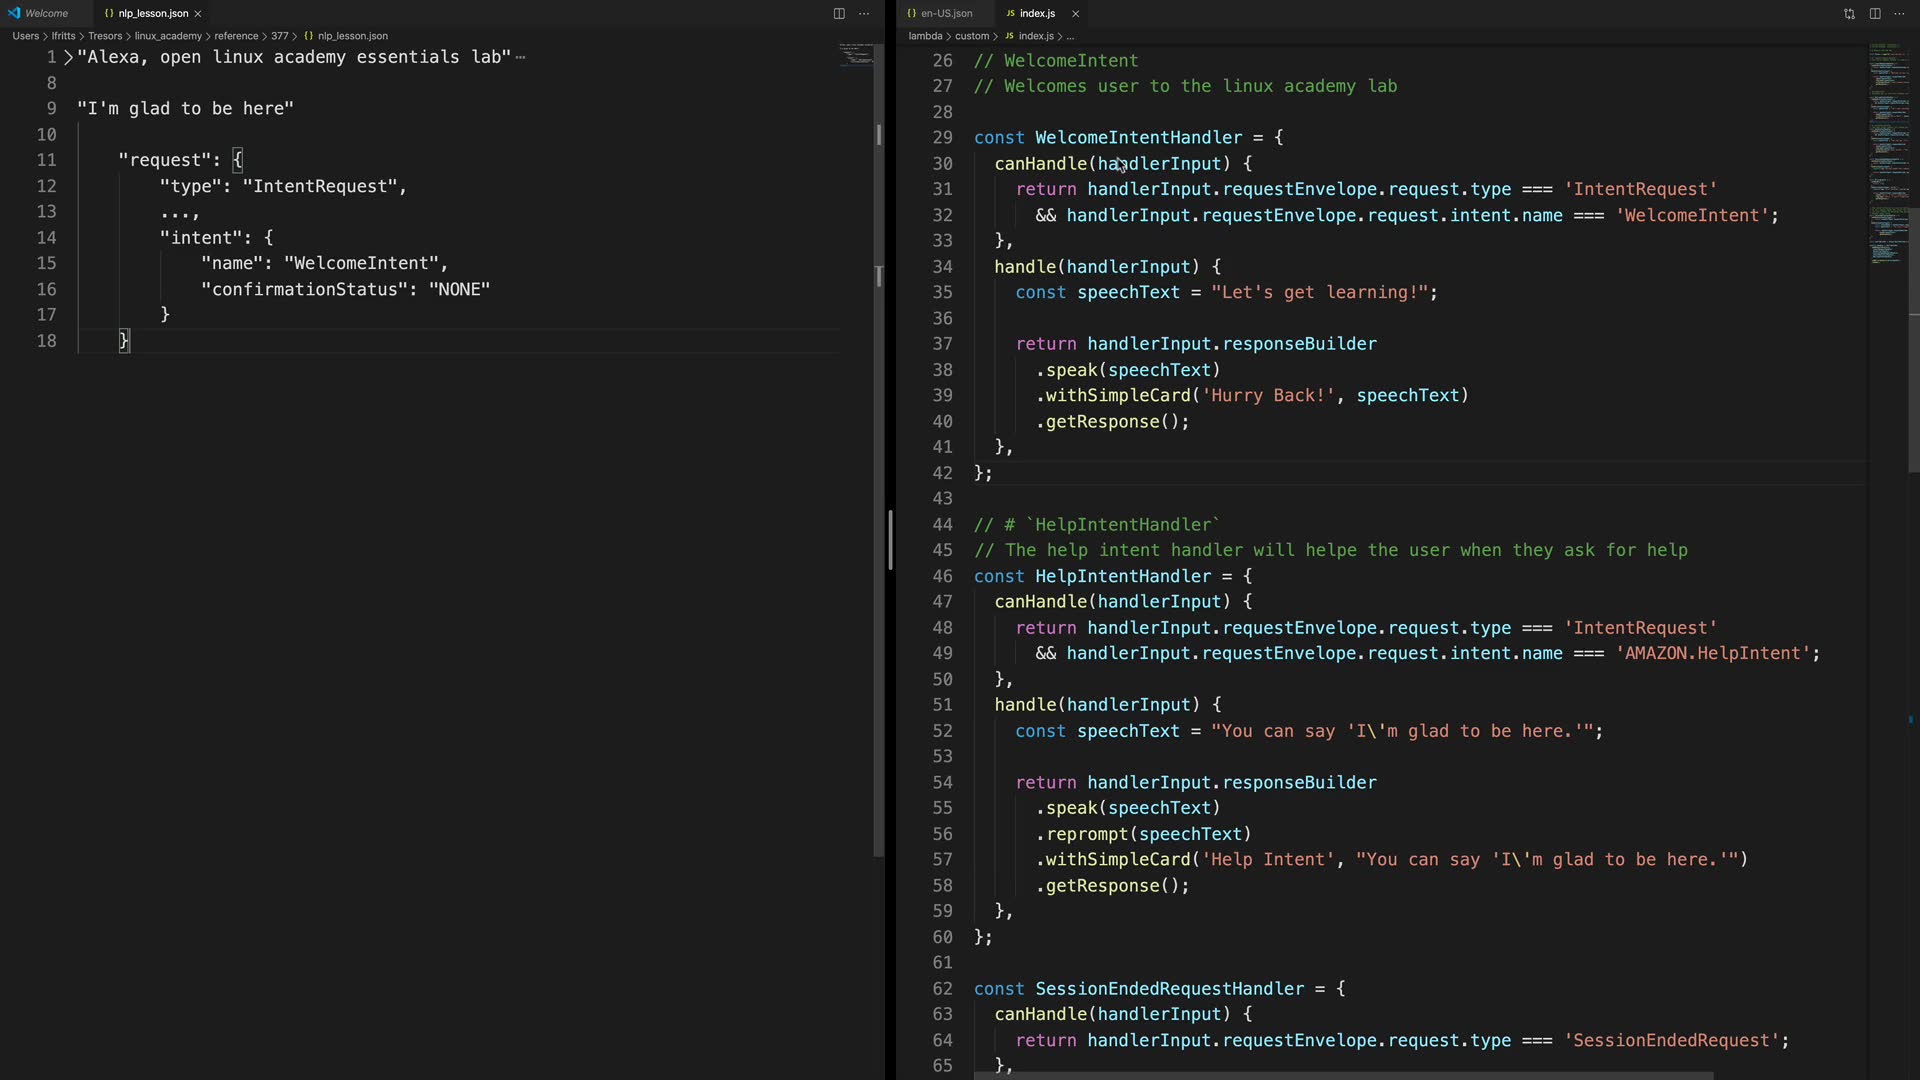 Welcome
{} nlp_lesson.json ×
Users > lfritts > Tresors > linux_academy > reference > 377 > {} nlp_lesson.json
1 > "Alexa, open linux academy essentials lab" ⋯
8
9 "I'm glad to be here"
10
11 "request": {
12 "type": "IntentRequest",
13 ...,
14 "intent": {
15 "name": "WelcomeIntent",
16 "confirmationStatus": "NONE"
17 }
18 }
{} en-US.json
JS index.js ×
lambda > custom > JS index.js > ...
26 // WelcomeIntent
27 // Welcomes user to the linux academy lab
28
29 const WelcomeIntentHandler = {
30 canHandle(handlerInput) {
31 return handlerInput.requestEnvelope.request.type === 'IntentRequest'
32 && handlerInput.requestEnvelope.request.intent.name === 'WelcomeIntent';
33 },
34 handle(handlerInput) {
35 const speechText = "Let's get learning!";
36
37 return handlerInput.responseBuilder
38 .speak(speechText)
39 .withSimpleCard('Hurry Back!', speechText)
40 .getResponse();
41 },
42 };
43
44 // # `HelpIntentHandler`
45 // The help intent handler will helpe the user when they ask for help
46 const HelpIntentHandler = {
47 canHandle(handlerInput) {
48 return handlerInput.requestEnvelope.request.type === 'IntentRequest'
49 && handlerInput.requestEnvelope.request.intent.name === 'AMAZON.HelpIntent';
50 },
51 handle(handlerInput) {
52 const speechText = "You can say 'I\'m glad to be here.'";
53
54 return handlerInput.responseBuilder
55 .speak(speechText)
56 .reprompt(speechText)
57 .withSimpleCard('Help Intent', "You can say 'I\'m glad to be here.'")
58 .getResponse();
59 },
60 };
61
62 const SessionEndedRequestHandler = {
63 canHandle(handlerInput) {
64 return handlerInput.requestEnvelope.request.type === 'SessionEndedRequest';
65 },